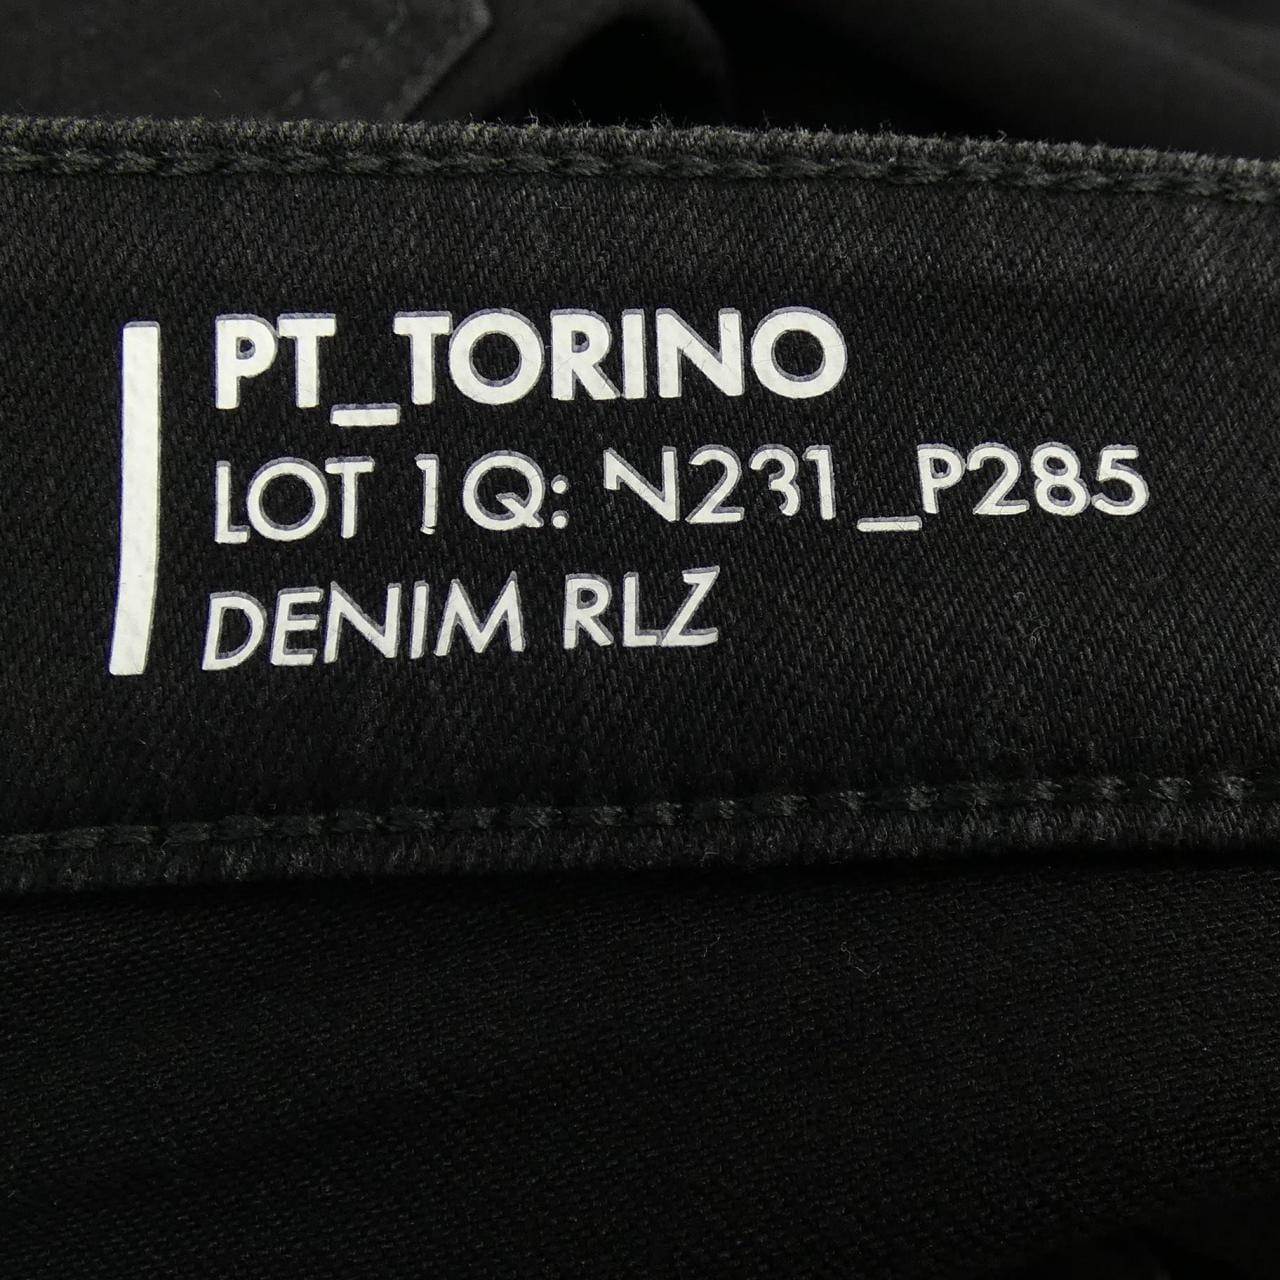 PT_TORINO
LOT 1Q: N231_P285
DENIM RLZ